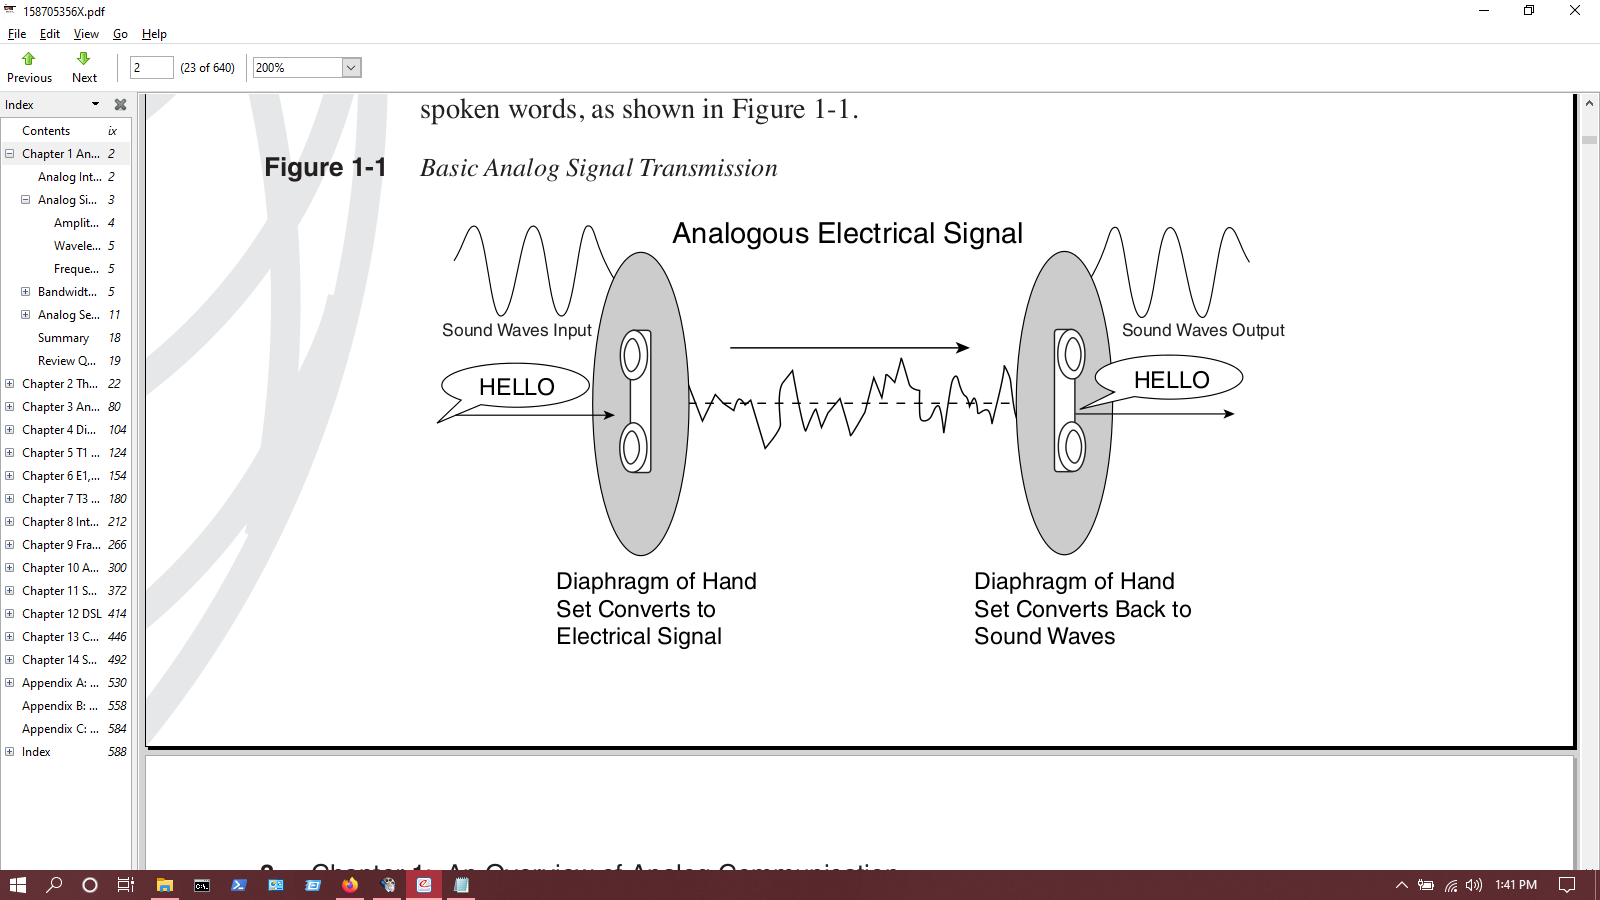 158705356X.pdf
File Edit View Go Help
Previous Next 2 (23 of 640) 200%
Index
Contents ix
Chapter 1 An... 2
Analog Int... 2
Analog Si... 3
Amplit... 4
Wavele... 5
Freque... 5
Bandwidt... 5
Analog Se... 11
Summary 18
Review Q... 19
Chapter 2 Th... 22
Chapter 3 An... 80
Chapter 4 Di... 104
Chapter 5 T1 ... 124
Chapter 6 E1,... 154
Chapter 7 T3 ... 180
Chapter 8 Int... 212
Chapter 9 Fra... 266
Chapter 10 A... 300
Chapter 11 S... 372
Chapter 12 DSL 414
Chapter 13 C... 446
Chapter 14 S... 492
Appendix A: ... 530
Appendix B: ... 558
Appendix C: ... 584
Index 588
spoken words, as shown in Figure 1-1.
Figure 1-1 Basic Analog Signal Transmission
Analogous Electrical Signal
Sound Waves Input
Sound Waves Output
HELLO
HELLO
Diaphragm of Hand
Set Converts to
Electrical Signal
Diaphragm of Hand
Set Converts Back to
Sound Waves
Chapter 1: An Overview of Analog Communication
1:41 PM